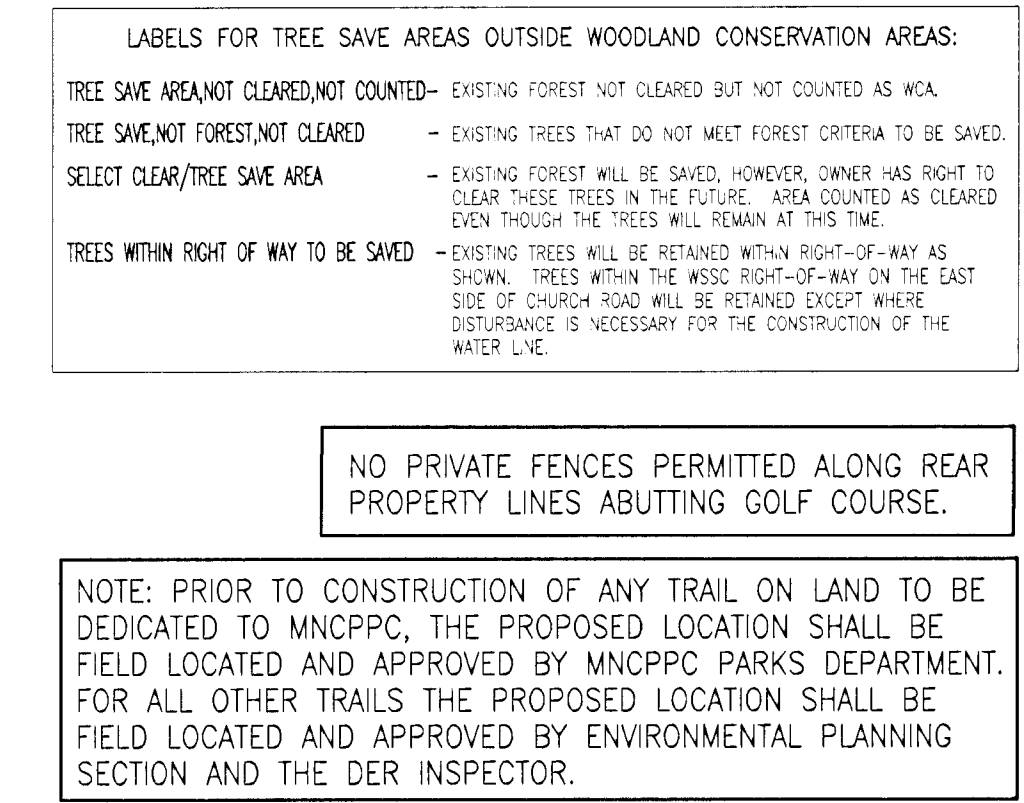 LABELS FOR TREE SAVE AREAS OUTSIDE WOODLAND CONSERVATION AREAS:
TREE SAVE AREA,NOT CLEARED,NOT COUNTED– EXISTING FOREST NOT CLEARED BUT NOT COUNTED AS WCA.
TREE SAVE,NOT FOREST,NOT CLEARED – EXISTING TREES THAT DO NOT MEET FOREST CRITERIA TO BE SAVED.
SELECT CLEAR/TREE SAVE AREA – EXISTING FOREST WILL BE SAVED, HOWEVER, OWNER HAS RIGHT TO
CLEAR THESE TREES IN THE FUTURE. AREA COUNTED AS CLEARED
EVEN THOUGH THE TREES WILL REMAIN AT THIS TIME.
TREES WITHIN RIGHT OF WAY TO BE SAVED – EXISTING TREES WILL BE RETAINED WITHIN RIGHT–OF–WAY AS
SHOWN. TREES WITHIN THE WSSC RIGHT–OF–WAY ON THE EAST
SIDE OF CHURCH ROAD WILL BE RETAINED EXCEPT WHERE
DISTURBANCE IS NECESSARY FOR THE CONSTRUCTION OF THE
WATER LINE.
NO PRIVATE FENCES PERMITTED ALONG REAR
PROPERTY LINES ABUTTING GOLF COURSE.
NOTE: PRIOR TO CONSTRUCTION OF ANY TRAIL ON LAND TO BE
DEDICATED TO MNCPPC, THE PROPOSED LOCATION SHALL BE
FIELD LOCATED AND APPROVED BY MNCPPC PARKS DEPARTMENT.
FOR ALL OTHER TRAILS THE PROPOSED LOCATION SHALL BE
FIELD LOCATED AND APPROVED BY ENVIRONMENTAL PLANNING
SECTION AND THE DER INSPECTOR.